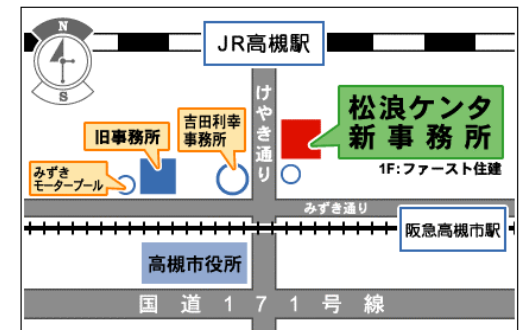 N
S
JR高槻駅
けやき通り
松浪ケンタ
新事務所
1F:ファースト住建
吉田利幸
事務所
旧事務所
みずき
モータープール
みずき通り
阪急高槻市駅
高槻市役所
国道171号線